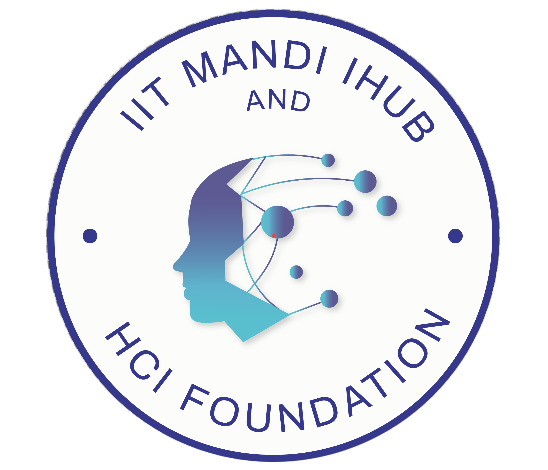 IIT MANDI IHUB
AND
HCI FOUNDATION